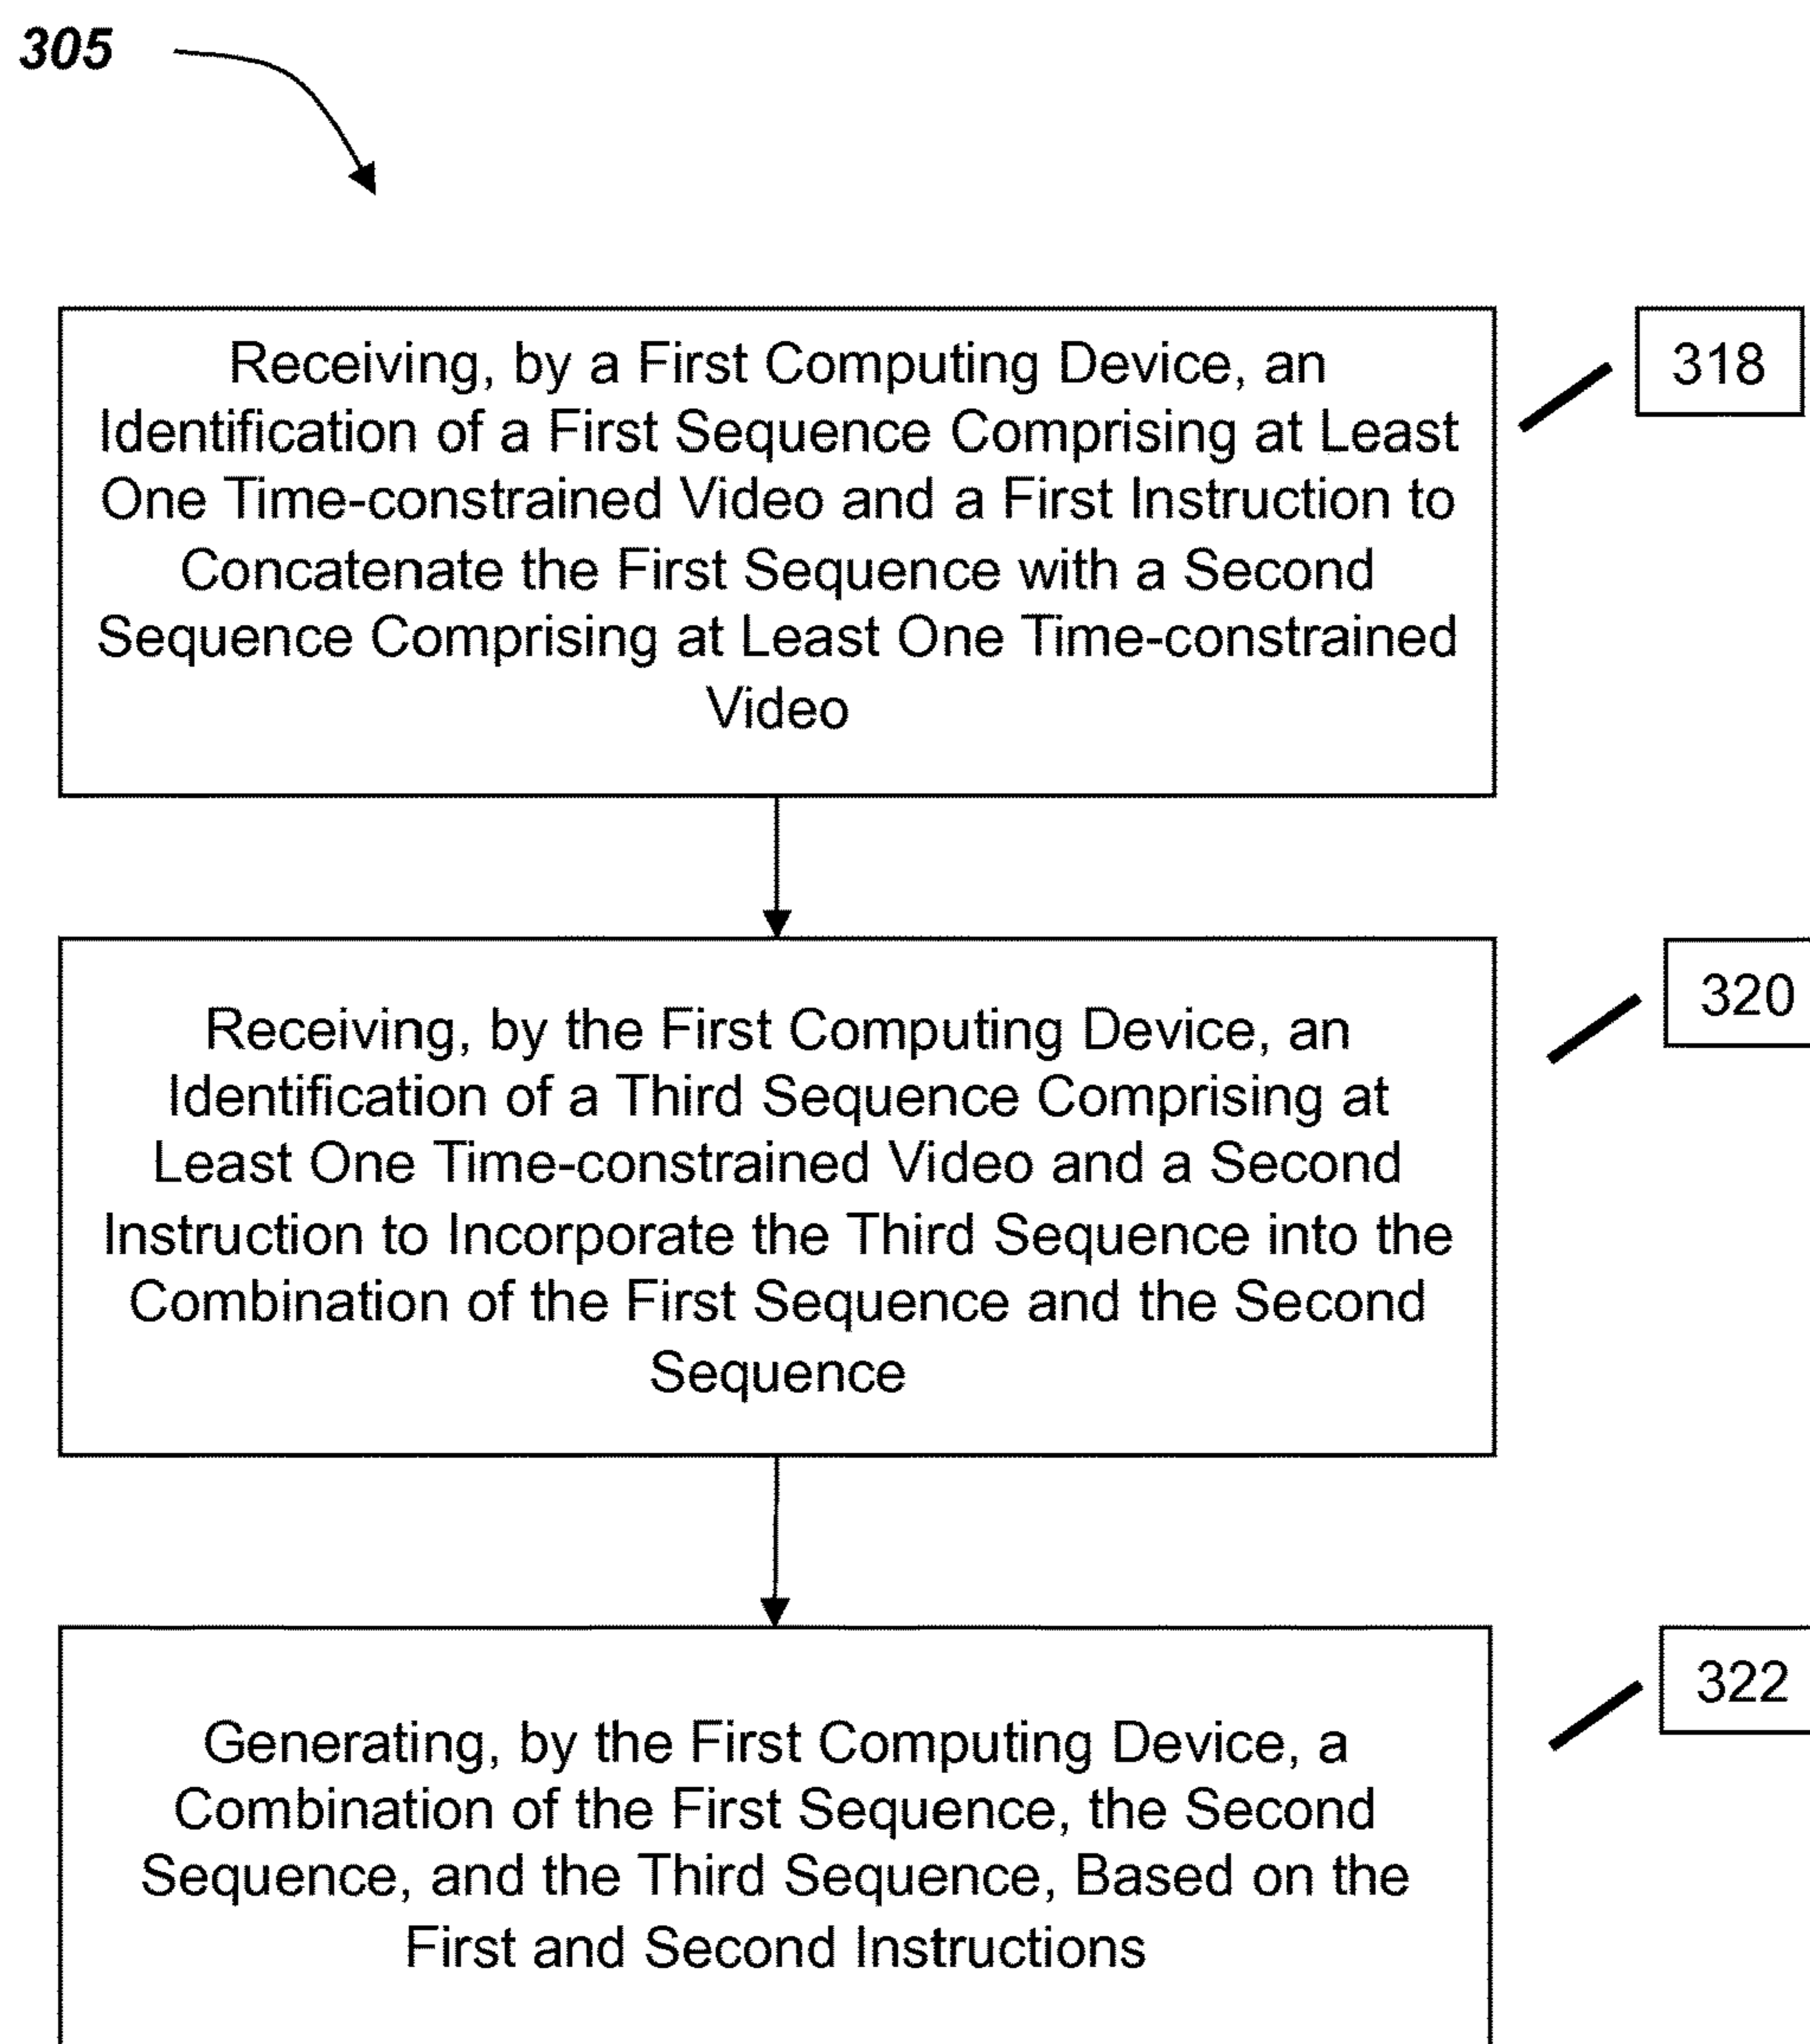 305
Receiving, by a First Computing Device, an
Identification of a First Sequence Comprising at Least
One Time-constrained Video and a First Instruction to
Concatenate the First Sequence with a Second
Sequence Comprising at Least One Time-constrained
Video
318
Receiving, by the First Computing Device, an
Identification of a Third Sequence Comprising at
Least One Time-constrained Video and a Second
Instruction to Incorporate the Third Sequence into the
Combination of the First Sequence and the Second
Sequence
320
Generating, by the First Computing Device, a
Combination of the First Sequence, the Second
Sequence, and the Third Sequence, Based on the
First and Second Instructions
322